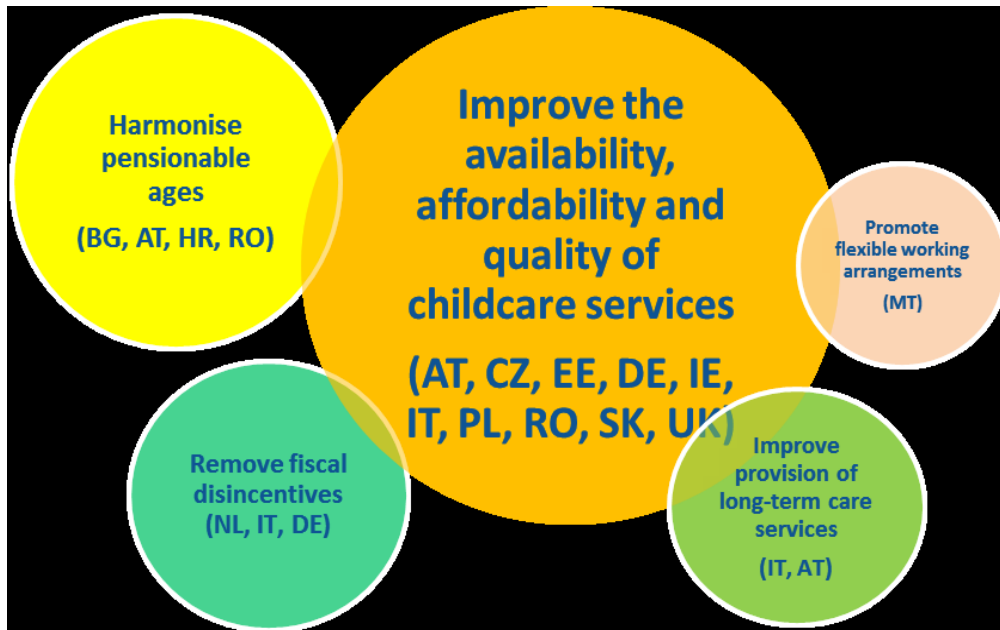 Harmonise
pensionable
ages
(BG, AT, HR, RO)
Improve the
availability,
affordability and
quality of
childcare services
(AT, CZ, EE, DE, IE,
IT, PL, RO, SK, UK)
Promote
flexible working
arrangements
(MT)
Remove fiscal
disincentives
(NL, IT, DE)
Improve
provision of
long-term care
services
(IT, AT)